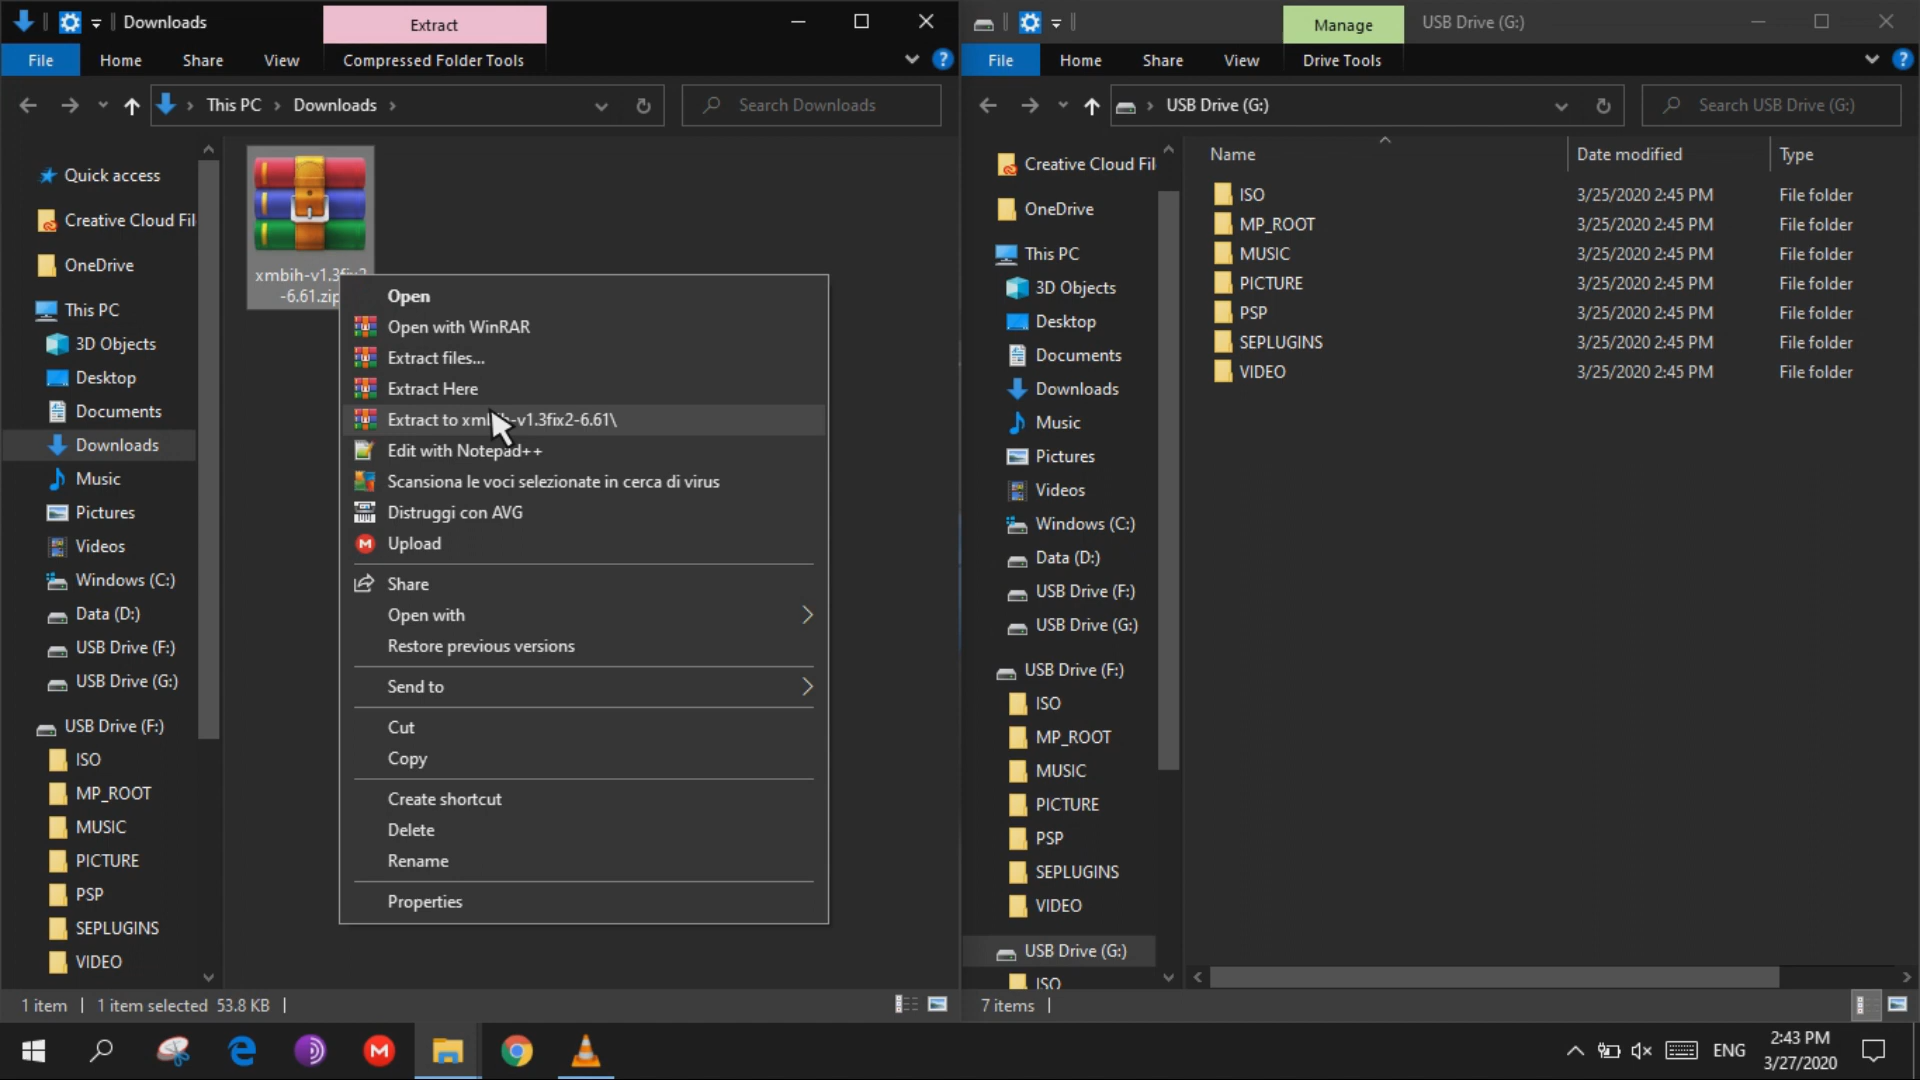 Downloads
Extract
File
Home
Share
View
Compressed Folder Tools
?
This PC
Downloads
Search Downloads
Quick access
Creative Cloud Fil
OneDrive
This PC
3D Objects
Desktop
Documents
Downloads
Music
Pictures
Videos
Windows (C:)
Data (D:)
USB Drive (F:)
USB Drive (G:)
USB Drive (F:)
ISO
MP_ROOT
MUSIC
PICTURE
PSP
SEPLUGINS
VIDEO
xmbih-v1.3fix2
-6.61.zip
Open
Open with WinRAR
Extract files...
Extract Here
Extract to xmbih-v1.3fix2-6.61\
Edit with Notepad++
Scansiona le voci selezionate in cerca di virus
Distruggi con AVG
M Upload
Share
Open with
Restore previous versions
Send to
Cut
Copy
Create shortcut
Delete
Rename
Properties
1 item
1 item selected 53.8 KB
Manage
USB Drive (G:)
File
Home
Share
View
Drive Tools
?
USB Drive (G:)
Search USB Drive (G:)
Creative Cloud Fil
OneDrive
This PC
3D Objects
Desktop
Documents
Downloads
Music
Pictures
Videos
Windows (C:)
Data (D:)
USB Drive (F:)
USB Drive (G:)
USB Drive (F:)
ISO
MP_ROOT
MUSIC
PICTURE
PSP
SEPLUGINS
VIDEO
USB Drive (G:)
ISO
Name Date modified Type
ISO 3/25/2020 2:45 PM File folder
MP_ROOT 3/25/2020 2:45 PM File folder
MUSIC 3/25/2020 2:45 PM File folder
PICTURE 3/25/2020 2:45 PM File folder
PSP 3/25/2020 2:45 PM File folder
SEPLUGINS 3/25/2020 2:45 PM File folder
VIDEO 3/25/2020 2:45 PM File folder
7 items
M
ENG
2:43 PM
3/27/2020